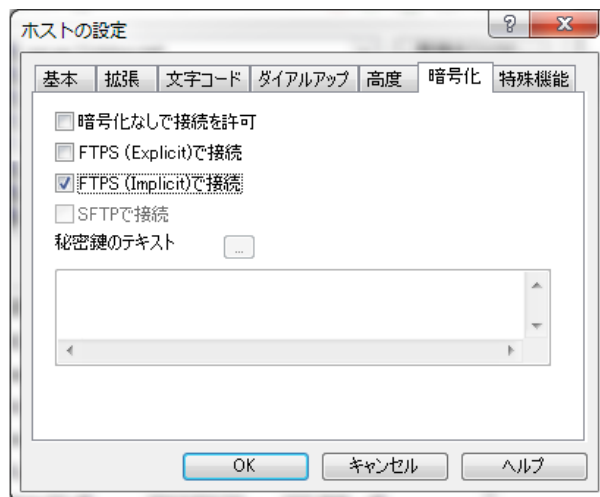 ホストの設定
基本 拡張 文字コード ダイアルアップ 高度 暗号化 特殊機能
暗号化なしで接続を許可
FTPS (Explicit)で接続
FTPS (Implicit)で接続
SFTPで接続
秘密鍵のテキスト ...
OK キャンセル ヘルプ